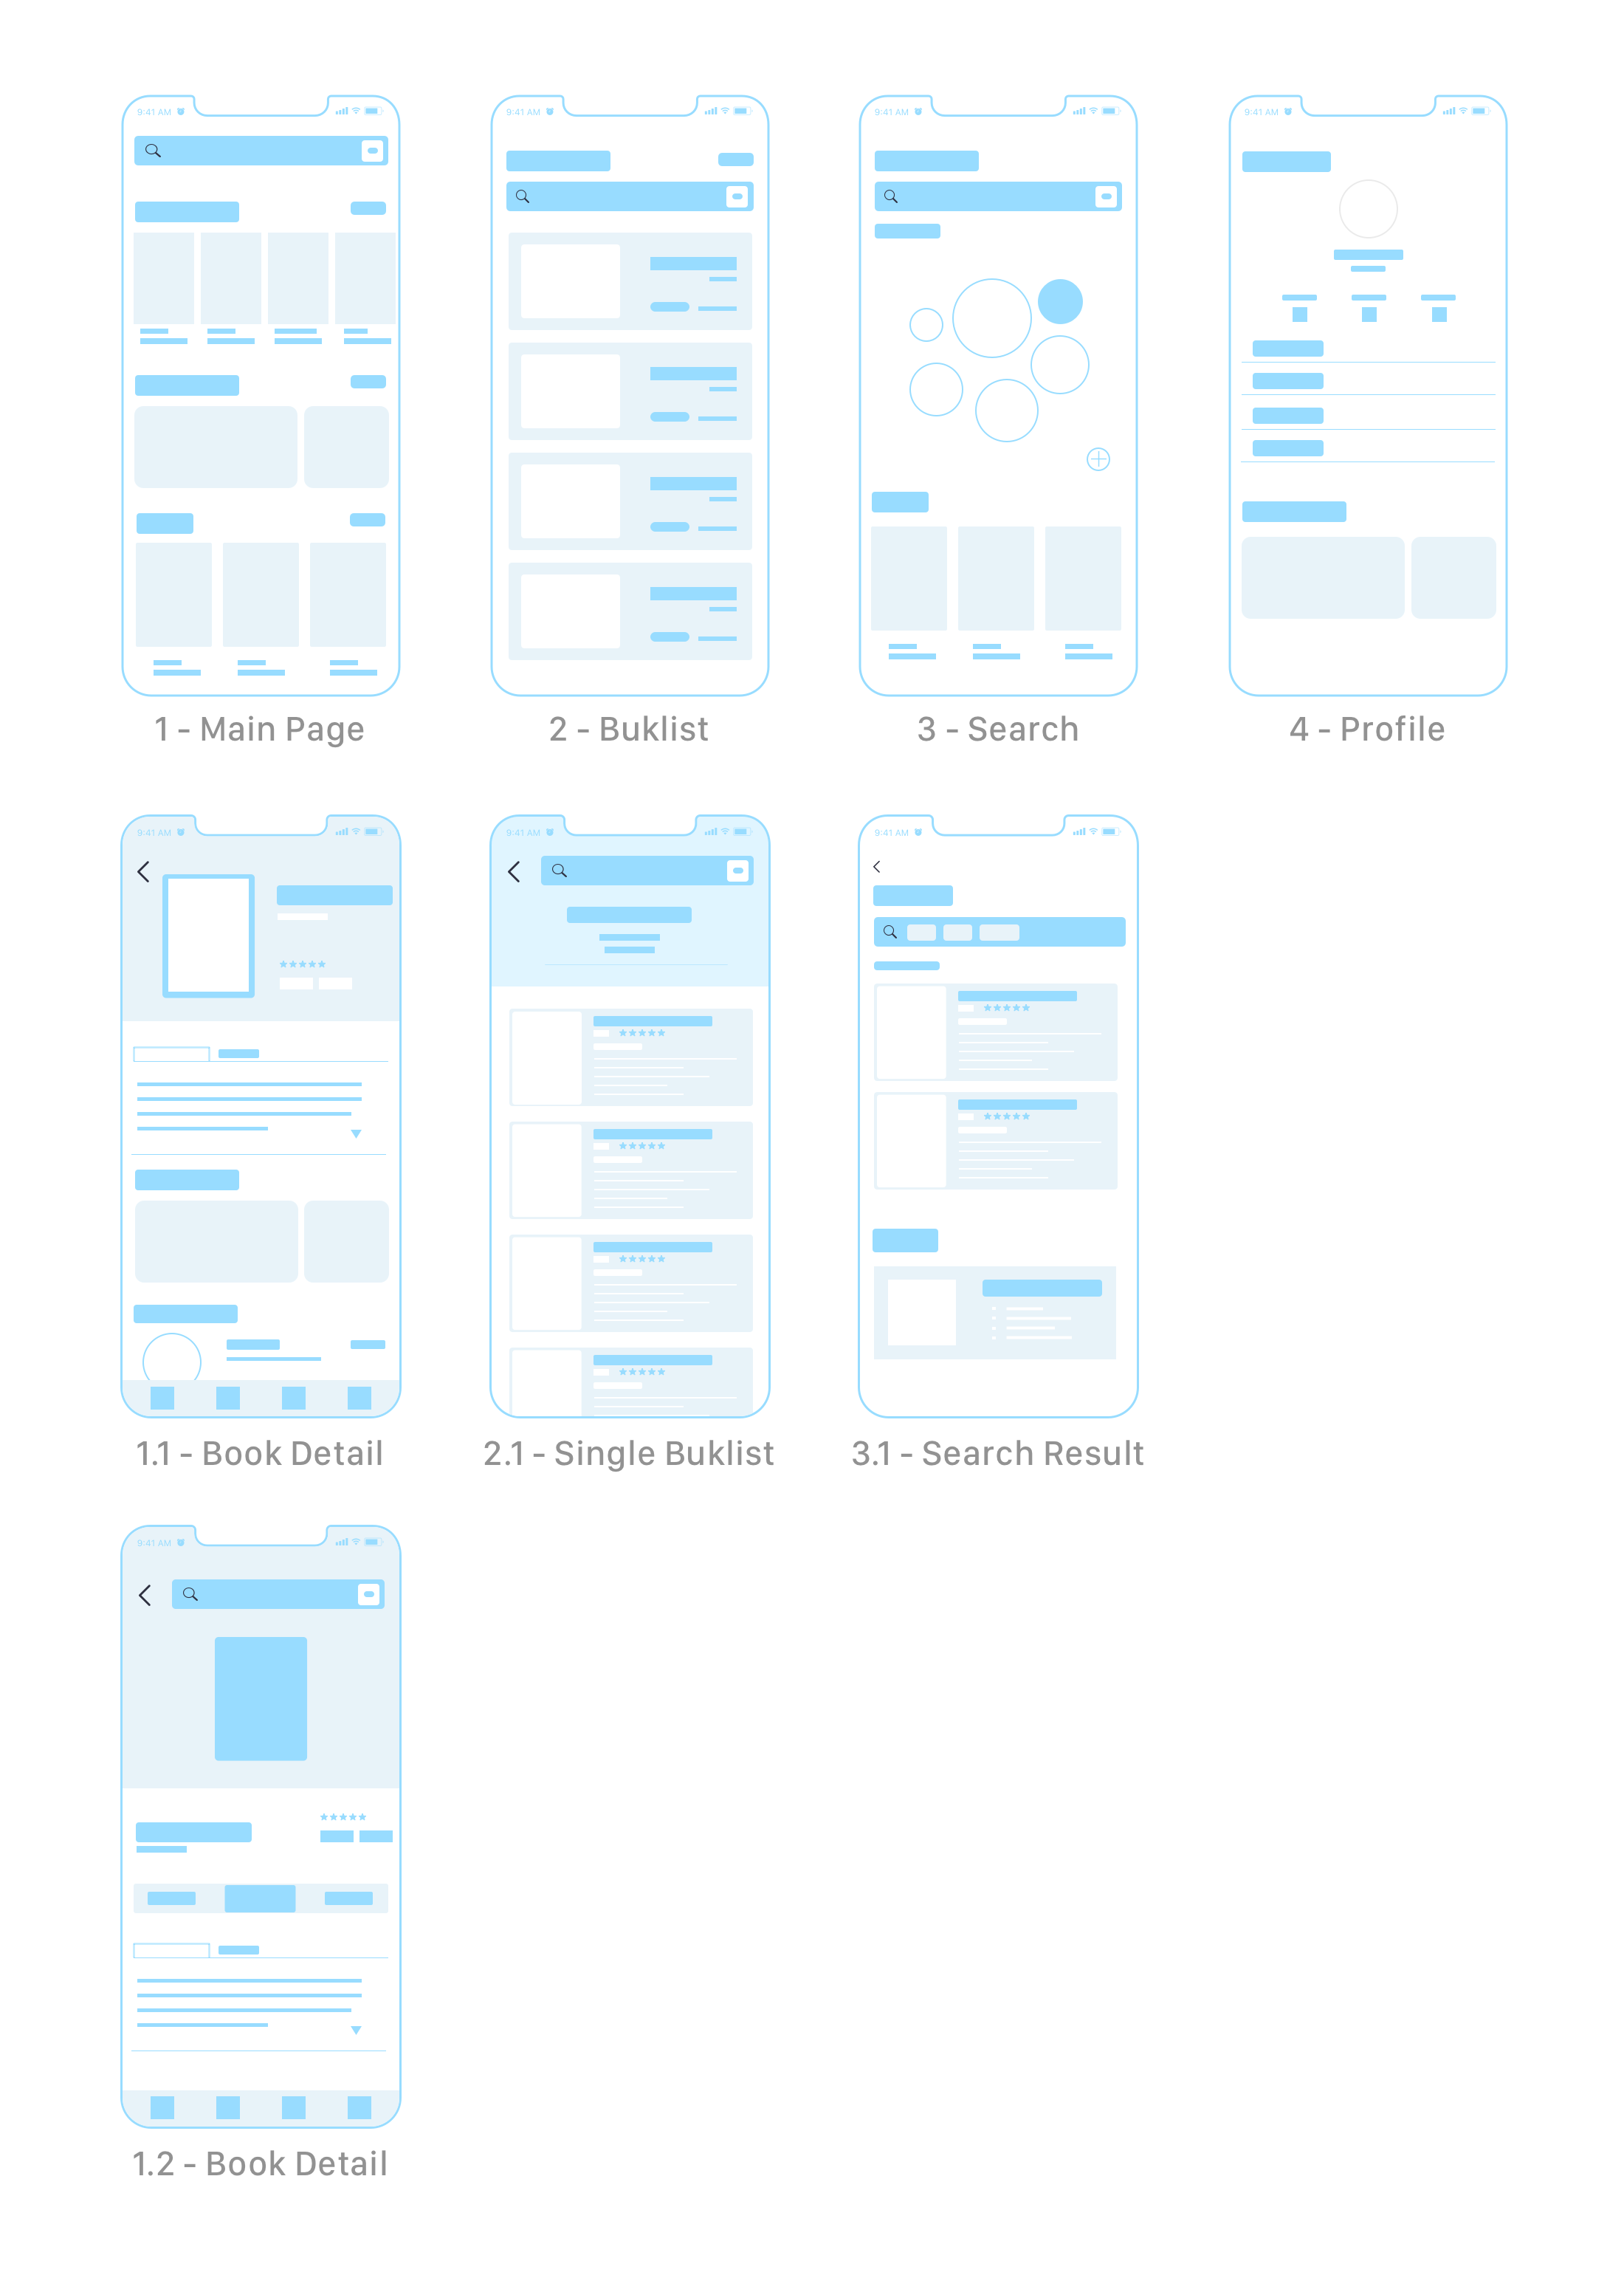 9:41 AM
9:41 AM
9:41 AM
9:41 AM
1 - Main Page
2 - Buklist
3 - Search
4 - Profile
9:41 AM
9:41 AM
9:41 AM
1.1 - Book Detail
2.1 - Single Buklist
3.1 - Search Result
9:41 AM
1.2 - Book Detail